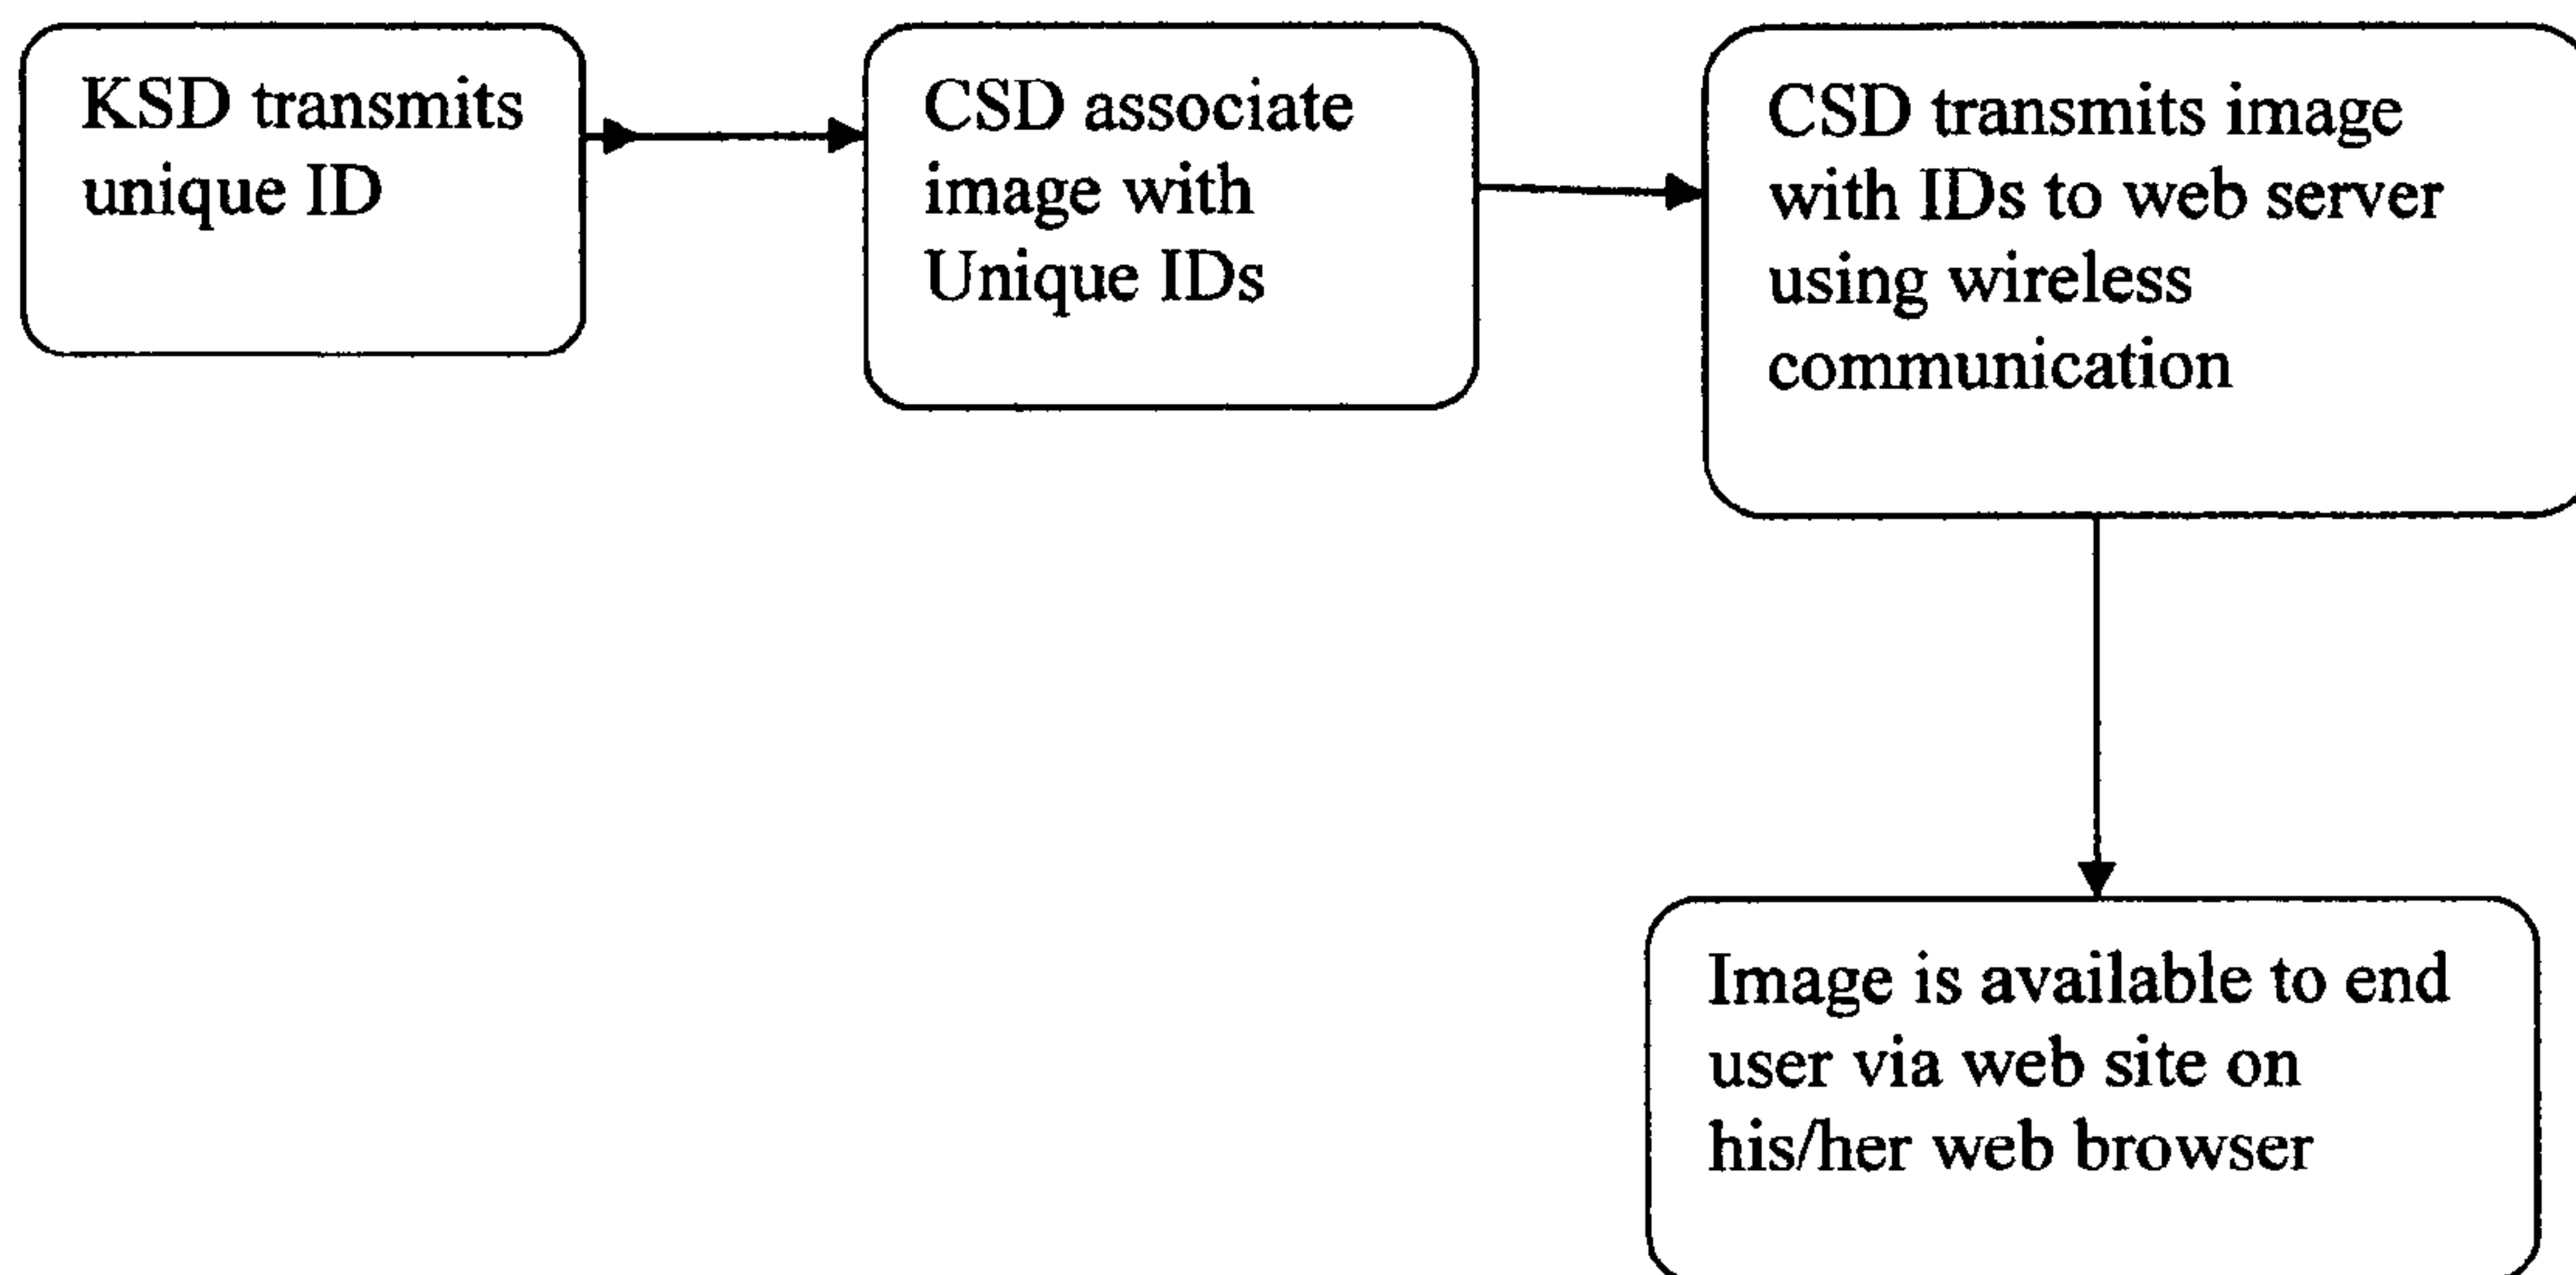 KSD transmits
unique ID
CSD associate
image with
Unique IDs
CSD transmits image
with IDs to web server
using wireless
communication
Image is available to end
user via web site on
his/her web browser